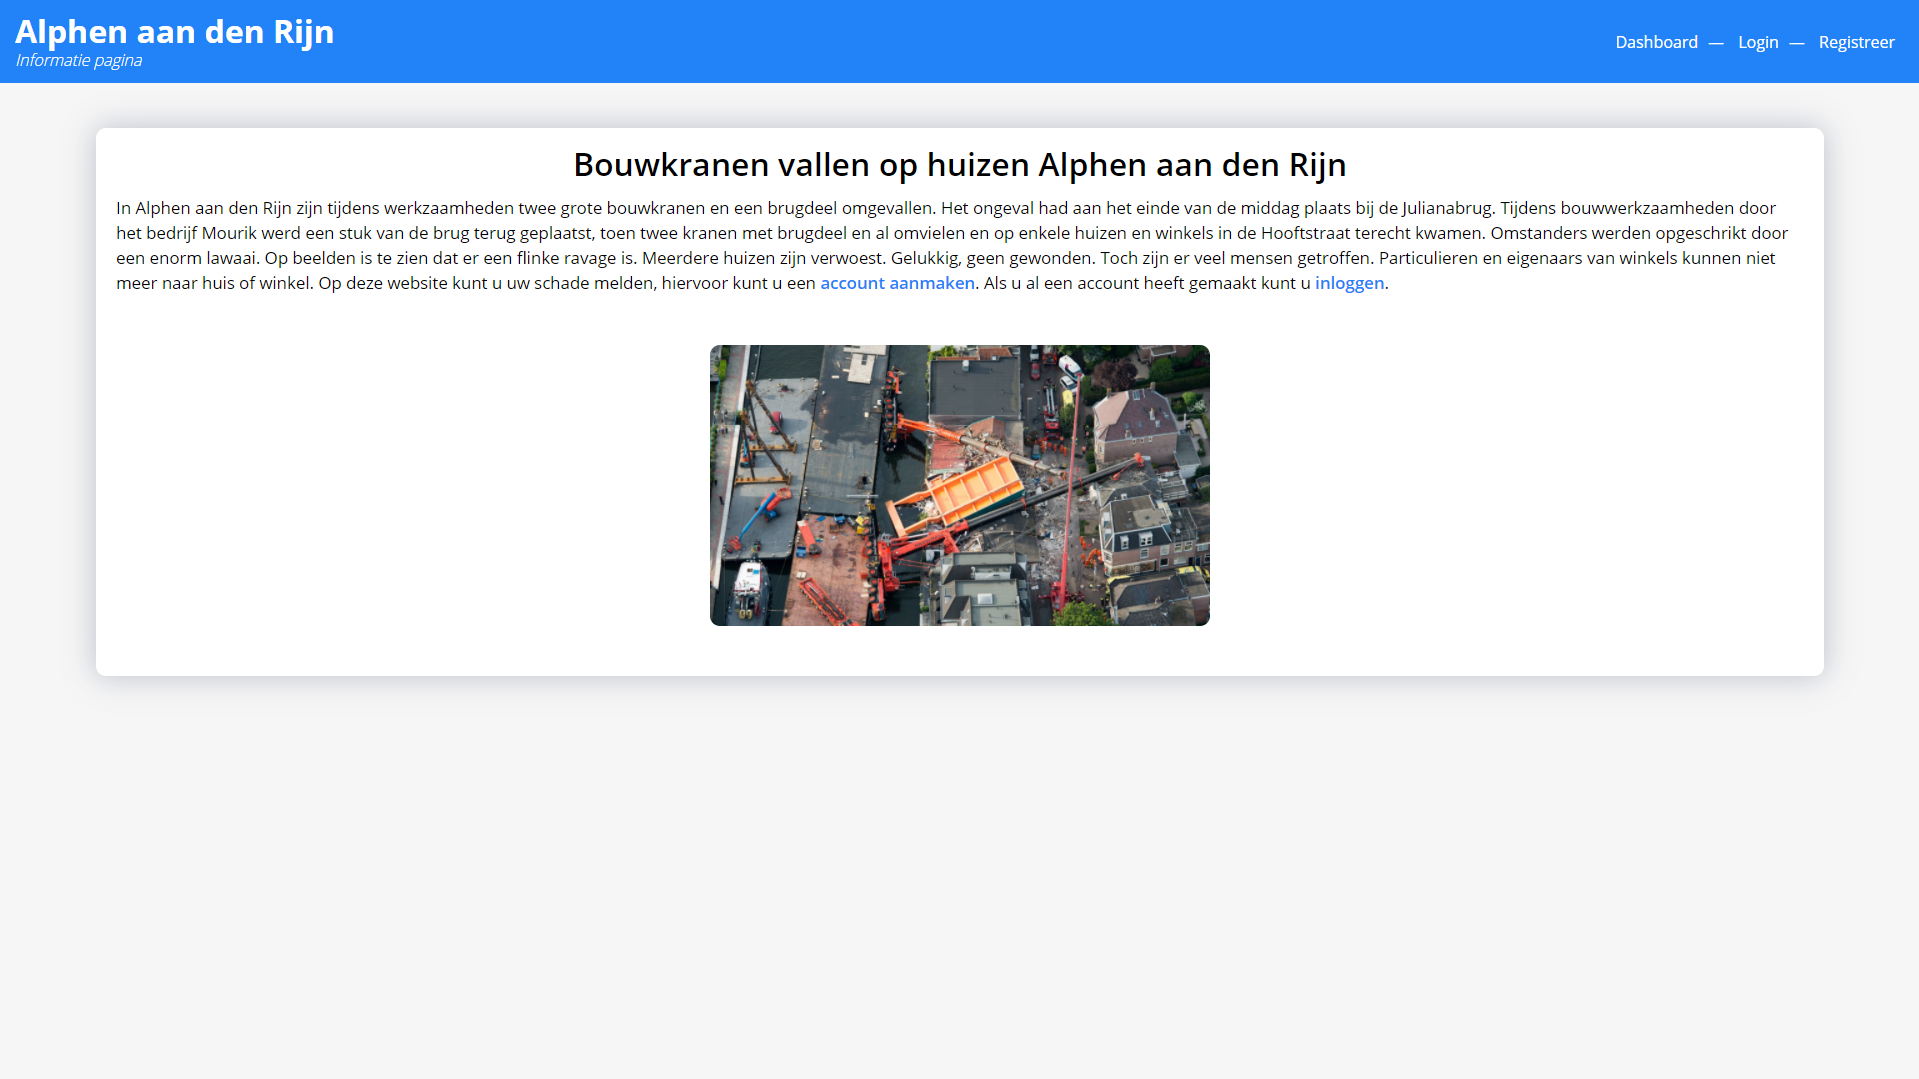 Alphen aan den Rijn
Informatie pagina
Dashboard — Login — Registreer
Bouwkranen vallen op huizen Alphen aan den Rijn
In Alphen aan den Rijn zijn tijdens werkzaamheden twee grote bouwkranen en een brugdeel omgevallen. Het ongeval had aan het einde van de middag plaats bij de Julianabrug. Tijdens bouwwerkzaamheden door
het bedrijf Mourik werd een stuk van de brug terug geplaatst, toen twee kranen met brugdeel en al omvielen en op enkele huizen en winkels in de Hooftstraat terecht kwamen. Omstanders werden opgeschrikt door
een enorm lawaai. Op beelden is te zien dat er een flinke ravage is. Meerdere huizen zijn verwoest. Gelukkig, geen gewonden. Toch zijn er veel mensen getroffen. Particulieren en eigenaars van winkels kunnen niet
meer naar huis of winkel. Op deze website kunt u uw schade melden, hiervoor kunt u een account aanmaken. Als u al een account heeft gemaakt kunt u inloggen.